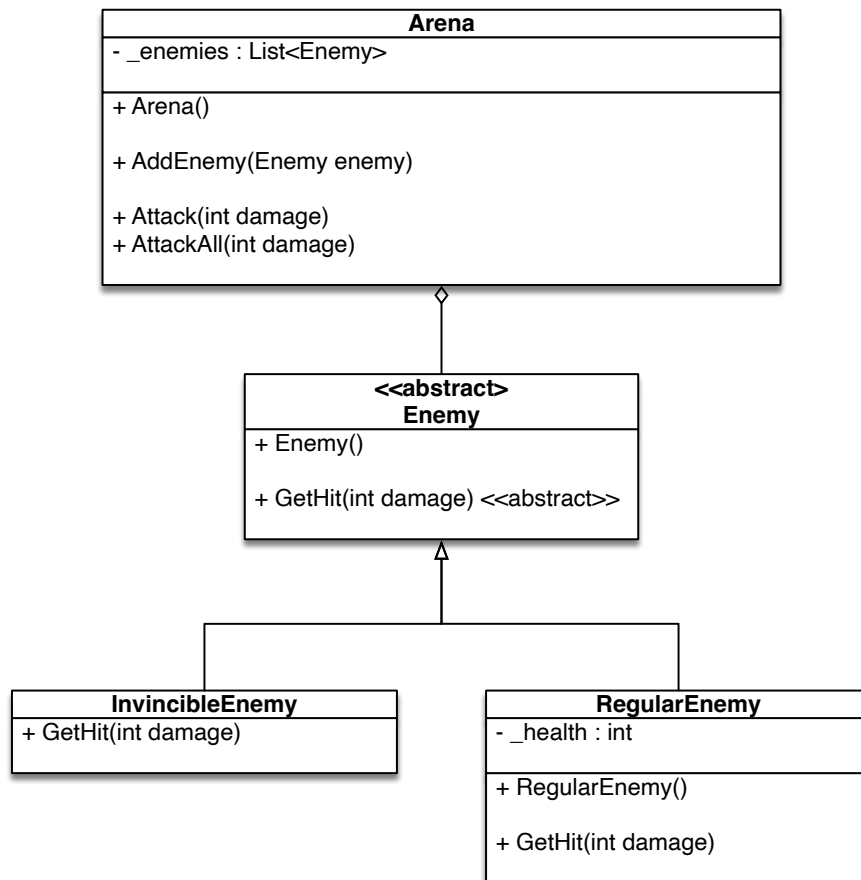 Arena
- _enemies : List<Enemy>
+ Arena()
+ AddEnemy(Enemy enemy)
+ Attack(int damage)
+ AttackAll(int damage)
<<abstract>
Enemy
+ Enemy()
+ GetHit(int damage) <<abstract>>
InvincibleEnemy
+ GetHit(int damage)
RegularEnemy
- _health : int
+ RegularEnemy()
+ GetHit(int damage)